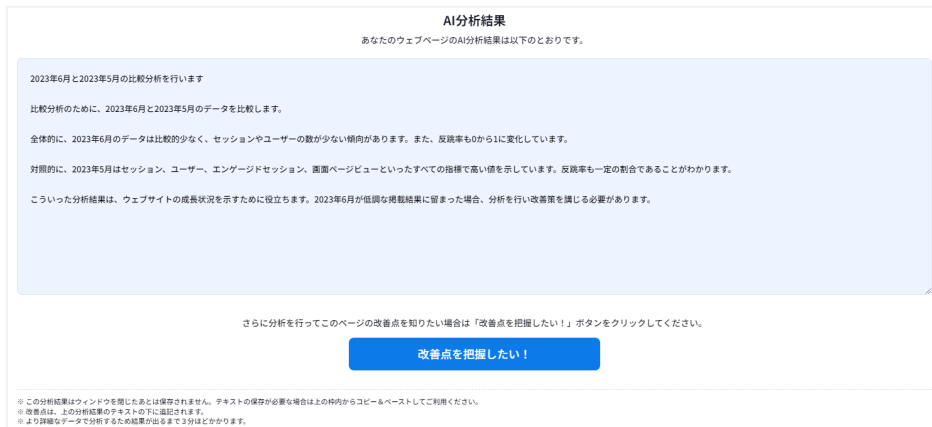 AI分析結果
あなたのウェブページのAI分析結果は以下のとおりです。
2023年6月と2023年5月の比較分析を行います
比較分析のために、2023年6月と2023年5月のデータを比較します。
全体的に、2023年6月のデータは比較的少なく、セッションやユーザーの数が少ない傾向があります。また、反跳率も0から1に変化しています。
対照的に、2023年5月はセッション、ユーザー、エンゲージドセッション、画面ページビューといったすべての指標で高い値を示しています。反跳率も一定の割合であることがわかります。
こういった分析結果は、ウェブサイトの成長状況を示すために役立ちます。2023年6月が低調な掲載結果に留まった場合、分析を行い改善策を講じる必要があります。
さらに分析を行ってこのページの改善点を知りたい場合は「改善点を把握したい！」ボタンをクリックしてください。
改善点を把握したい！
※ この分析結果はウィンドウを閉じたあとは保存されません。テキストの保存が必要な場合は上の枠内からコピー＆ペーストしてご利用ください。
※ 改善点は、上の分析結果のテキストの下に追記されます。
※ より詳細なデータで分析するため結果が出るまで３分ほどかかります。